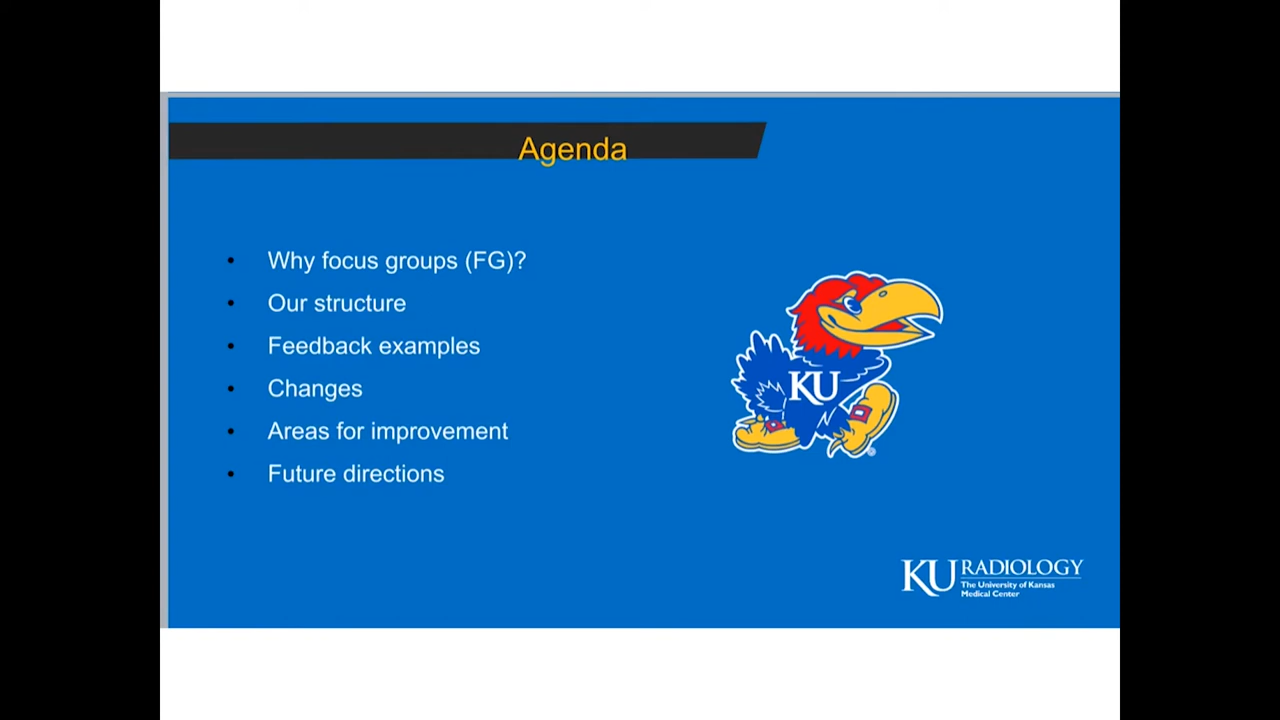 Agenda
• Why focus groups (FG)?
• Our structure
• Feedback examples
• Changes
• Areas for improvement
• Future directions
KU
®
KU RADIOLOGY
The University of Kansas
Medical Center